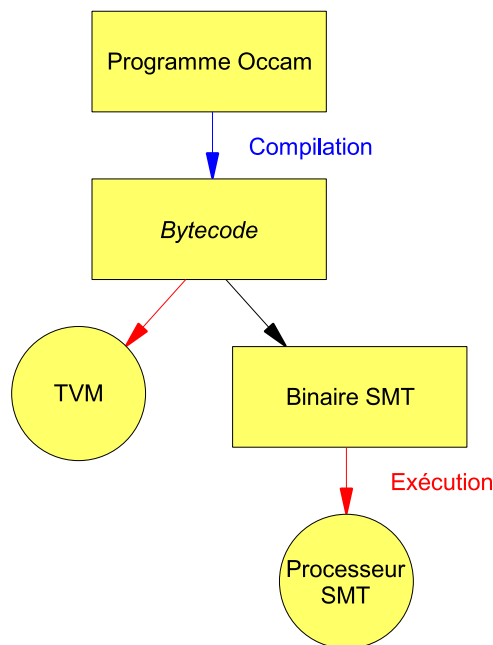 Programme Occam
Compilation
Bytecode
TVM
Binaire SMT
Exécution
Processeur
SMT